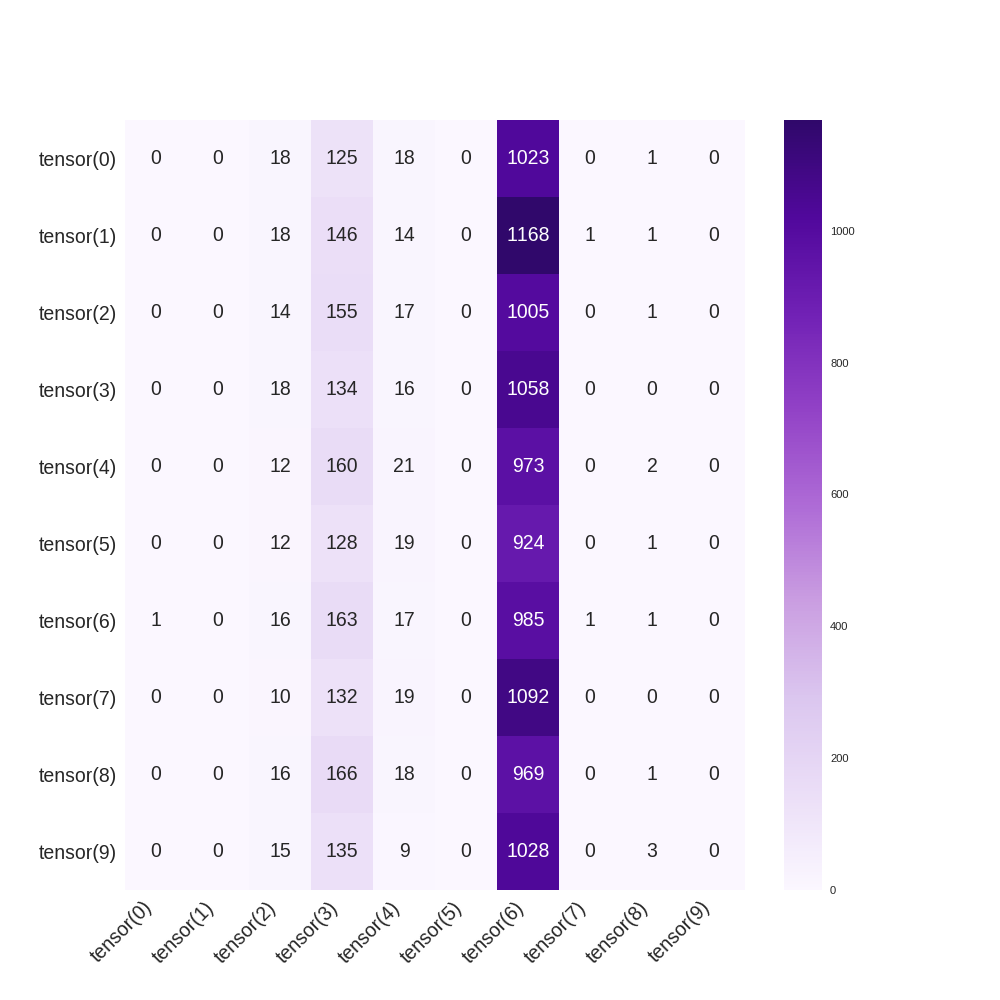 tensor(0) 0 0 18 125 18 0 1023 0 1 0
tensor(1) 0 0 18 146 14 0 1168 1 1 0
1000
tensor(2) 0 0 14 155 17 0 1005 0 1 0
800
tensor(3) 0 0 18 134 16 0 1058 0 0 0
tensor(4) 0 0 12 160 21 0 973 0 2 0
600
tensor(5) 0 0 12 128 19 0 924 0 1 0
tensor(6) 1 0 16 163 17 0 985 1 1 0
400
tensor(7) 0 0 10 132 19 0 1092 0 0 0
200
tensor(8) 0 0 16 166 18 0 969 0 1 0
tensor(9) 0 0 15 135 9 0 1028 0 3 0
0
tensor(0) tensor(1) tensor(2) tensor(3) tensor(4) tensor(5) tensor(6) tensor(7) tensor(8) tensor(9)